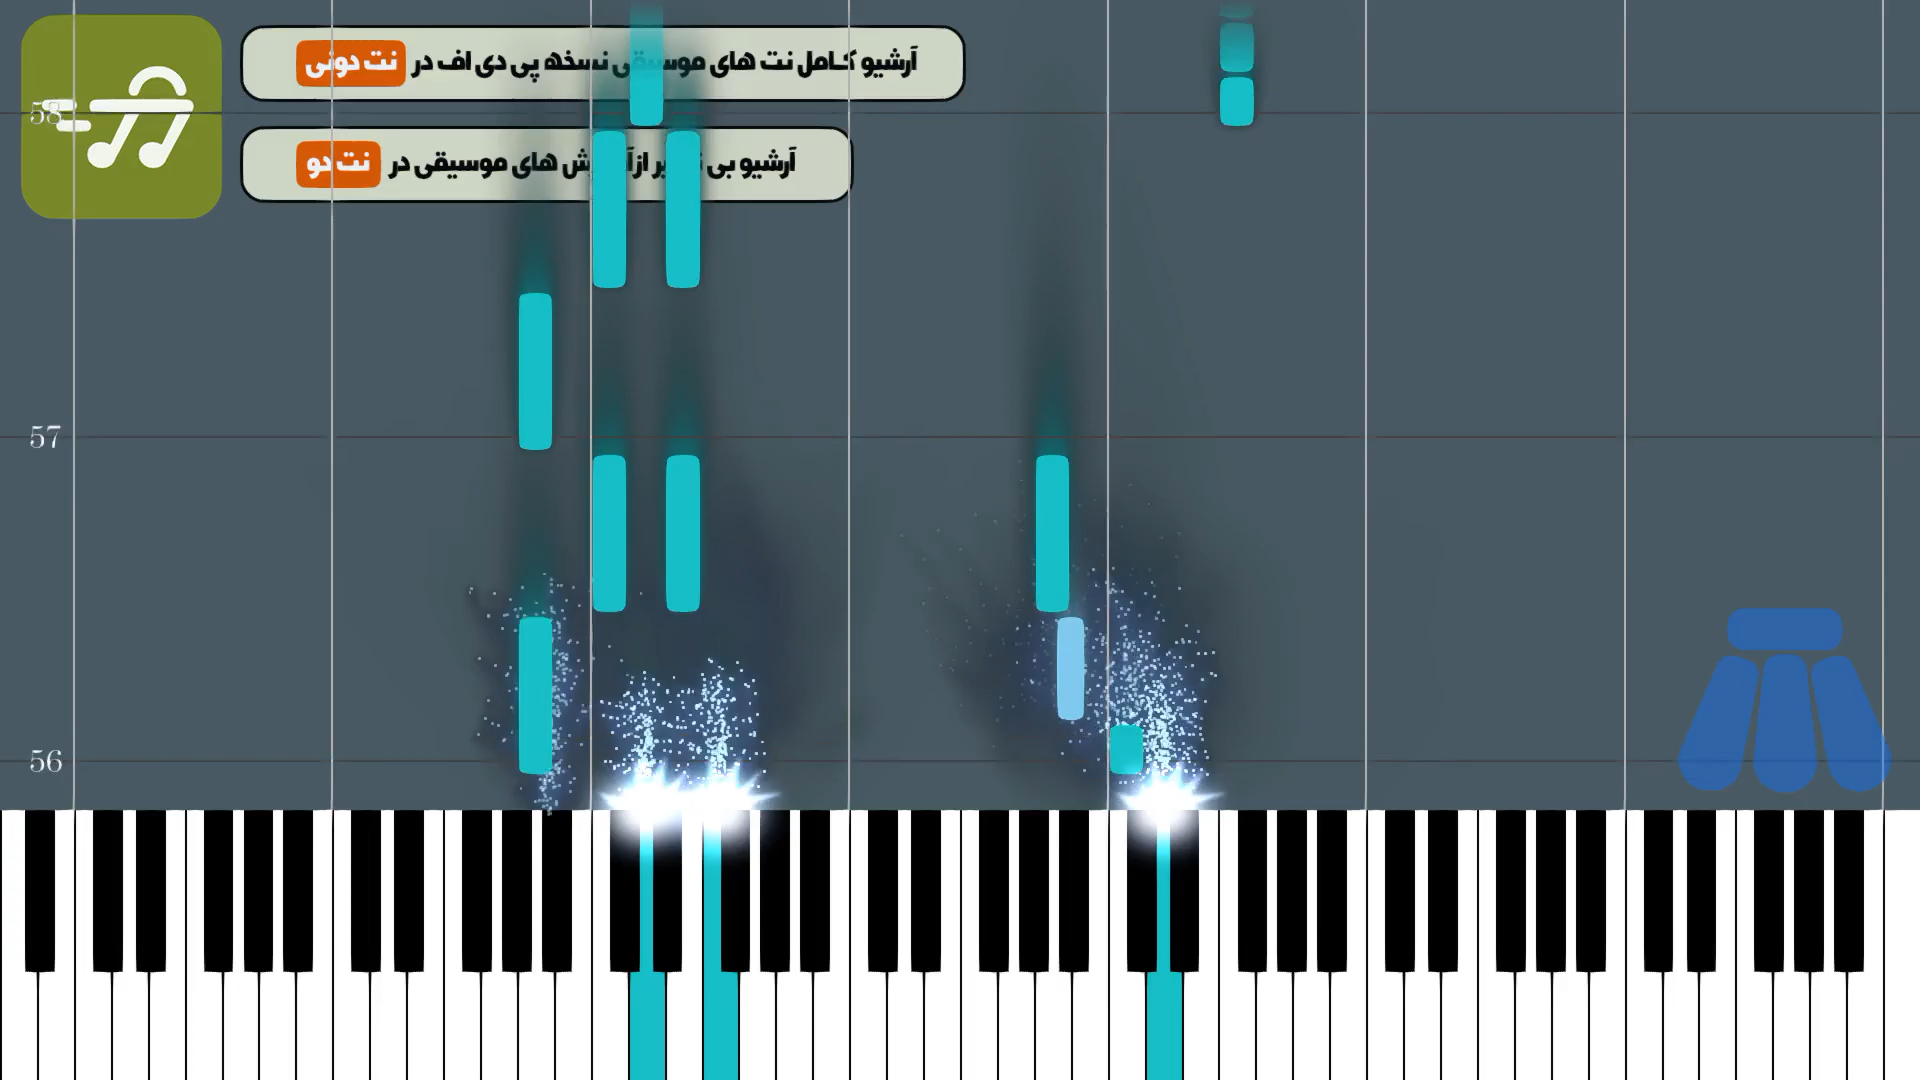 آرشیو کامل نت های موسیقی نسخه پی دی اف در نت دونی
آرشیو بی نظیر از آموزش های موسیقی در نت دو
58
57
56